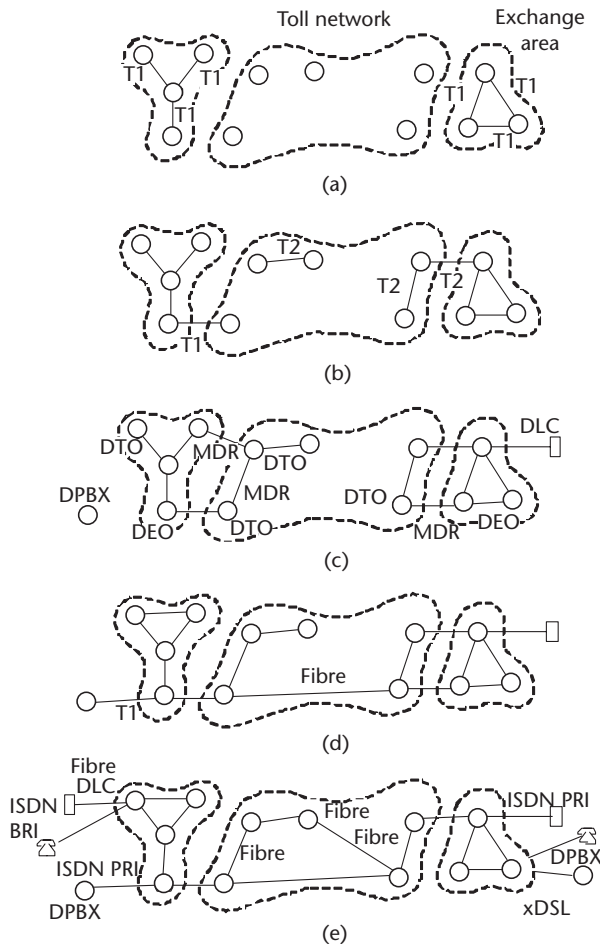 Toll network
Exchange
area
T1
T1
T1
T1
T1
T1
(a)
T2
T2
T2
T1
(b)
DLC
DTO
MDR
DTO
DPBX
MDR
DTO
DEO
DTO
MDR
DEO
(c)
Fibre
T1
(d)
Fibre
DLC
ISDN
BRI
Fibre
ISDN PRI
Fibre
Fibre
ISDN PRI
DPBX
DPBX
xDSL
(e)